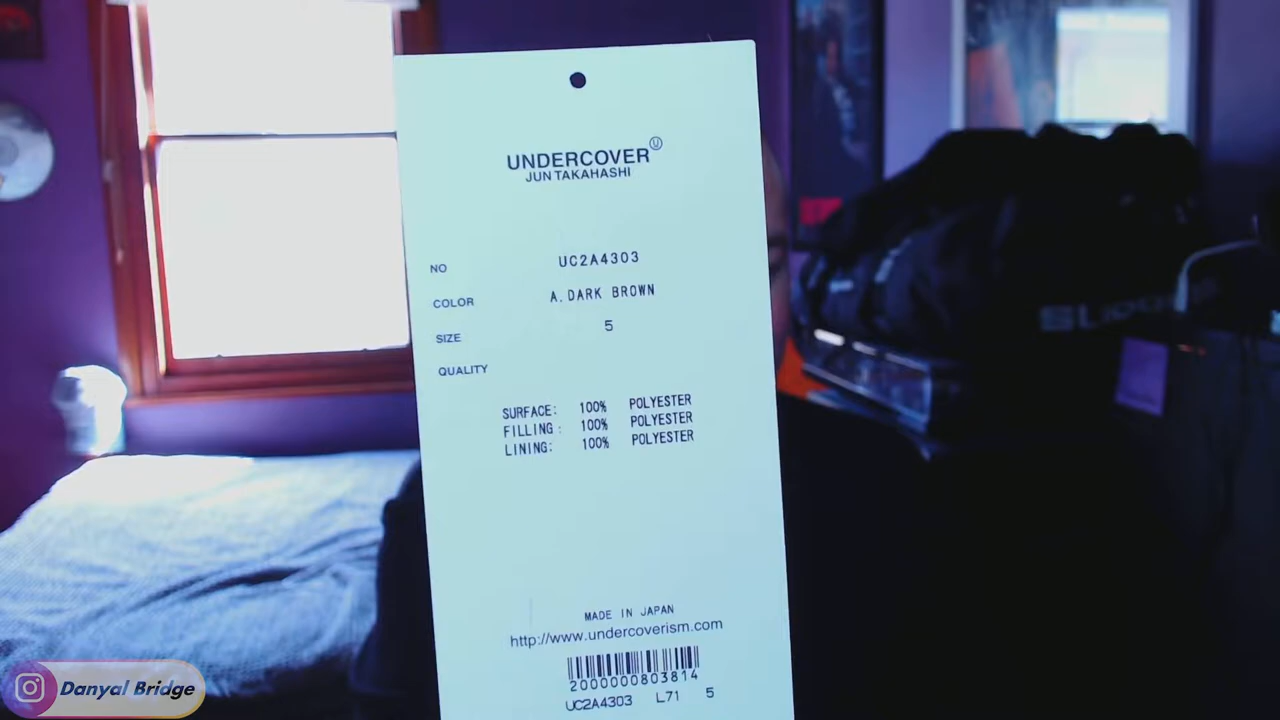 UNDERCOVER
JUN TAKAHASHI
NO UC2A4303
COLOR A. DARK BROWN
SIZE 5
QUALITY
SURFACE: 100% POLYESTER
FILLING: 100% POLYESTER
LINING: 100% POLYESTER
MADE IN JAPAN
http://www.undercoverism.com
2000000803814
UC2A4303 L71 5
Danyal Bridge